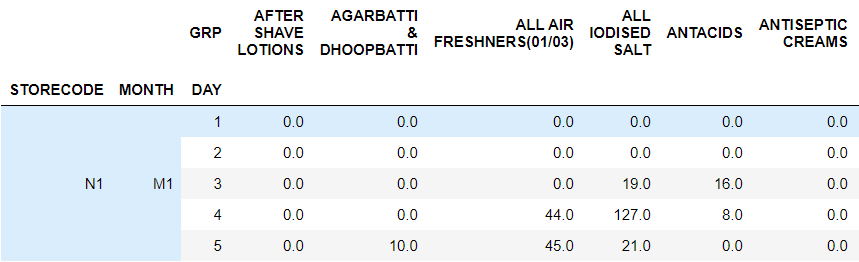 GRP AFTER SHAVE LOTIONS AGARBATTI & DHOOPBATTI ALL AIR FRESHNERS(01/03) ALL IODISED SALT ANTACIDS ANTISEPTIC CREAMS
STORECODE MONTH DAY
1 0.0 0.0 0.0 0.0 0.0 0.0
2 0.0 0.0 0.0 0.0 0.0 0.0
N1 M1 3 0.0 0.0 0.0 19.0 16.0 0.0
4 0.0 0.0 44.0 127.0 8.0 0.0
5 0.0 10.0 45.0 21.0 0.0 0.0